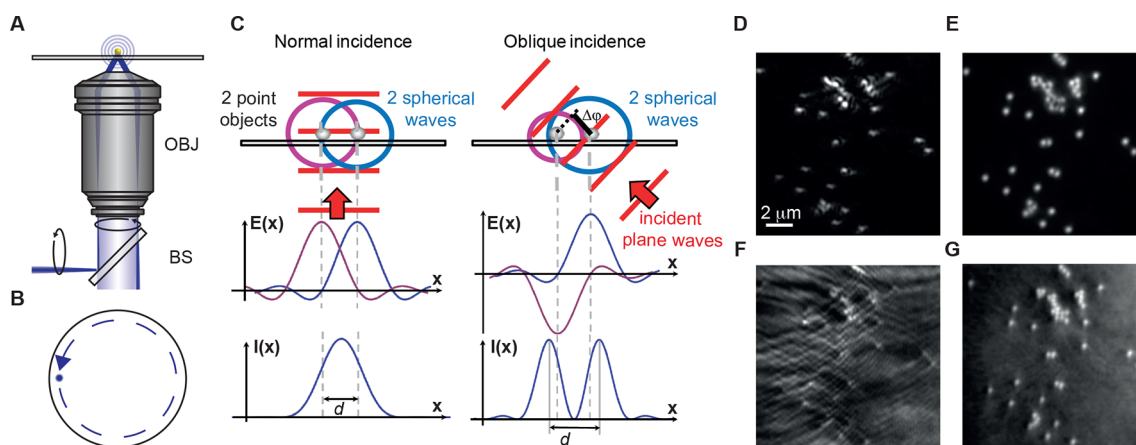 A
OBJ
BS
B
C
Normal incidence
2 point
objects
2 spherical
waves
E(x)
x
I(x)
x
d
Oblique incidence
Δφ
2 spherical
waves
incident
plane waves
E(x)
x
I(x)
x
d
D
2 μm
E
F
G